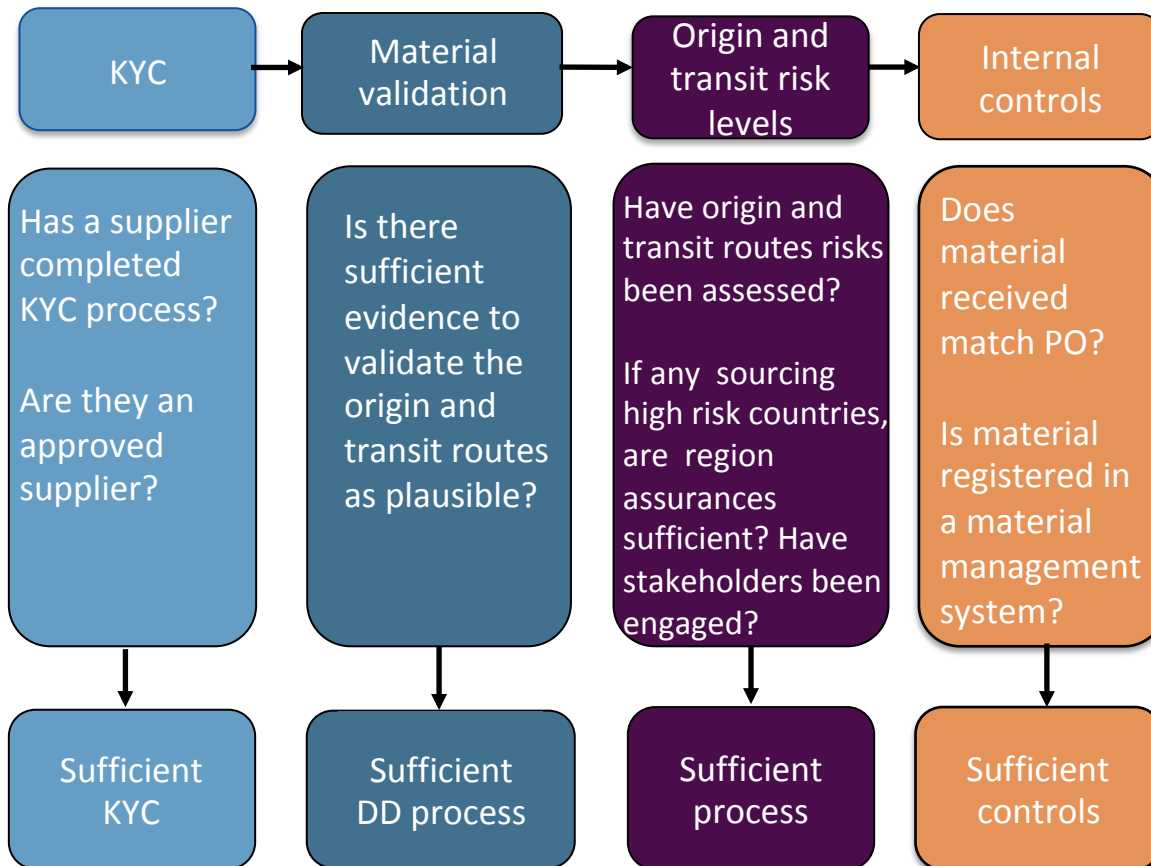 KYC
Material
validation
Origin and
transit risk
levels
Internal
controls
Has a supplier
completed
KYC process?
Are they an
approved
supplier?
Is there
sufficient
evidence to
validate the
origin and
transit routes
as plausible?
Have origin and
transit routes risks
been assessed?
If any  sourcing
high risk countries,
are  region
assurances
sufficient? Have
stakeholders been
engaged?
Does
material
received
match PO?
Is material
registered in
a material
management
system?
Sufficient
KYC
Sufficient
DD process
Sufficient
process
Sufficient
controls